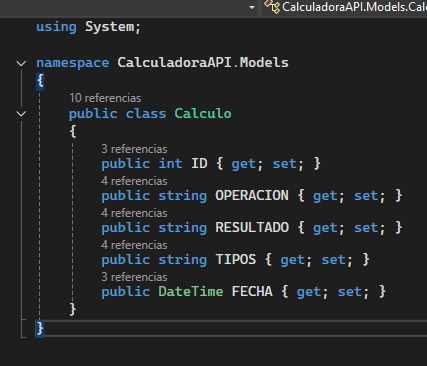 CalculadoraAPI.Models.Cal
using System;
namespace CalculadoraAPI.Models
{
10 referencias
public class Calculo
{
3 referencias
public int ID { get; set; }
4 referencias
public string OPERACION { get; set; }
4 referencias
public string RESULTADO { get; set; }
4 referencias
public string TIPOS { get; set; }
3 referencias
public DateTime FECHA { get; set; }
}
}